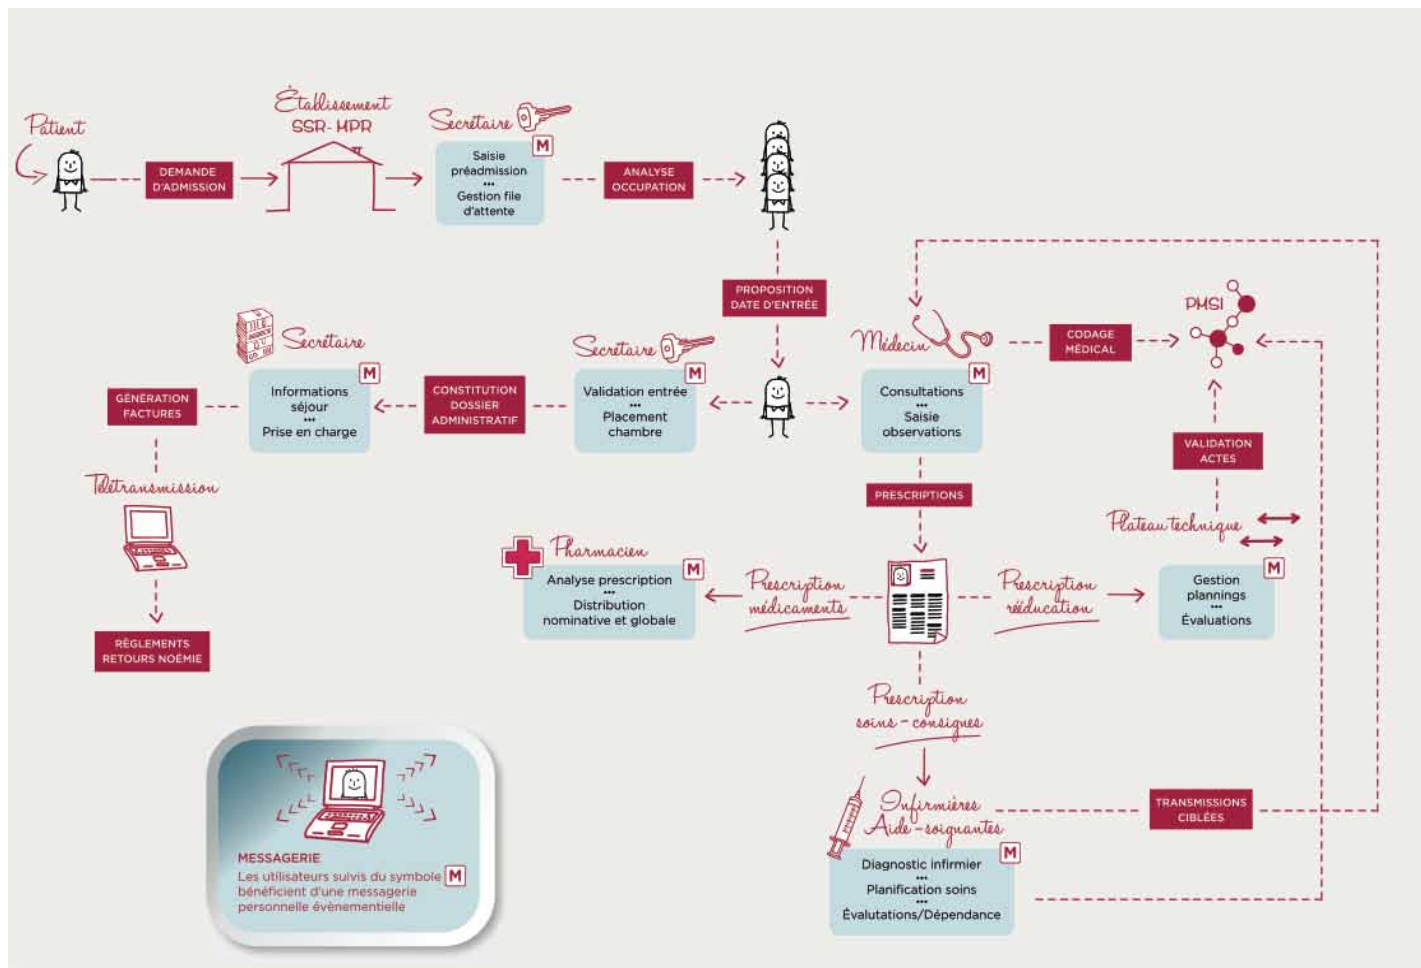 Patient
DEMANDE
D'ADMISSION
Établissement
SSR-MPR
Secrétaire
M
Saisie
préadmission
...
Gestion file
d'attente
ANALYSE
OCCUPATION
PROPOSITION
DATE D'ENTRÉE
Secrétaire
M
Informations
séjour
...
Prise en charge
GÉNÉRATION
FACTURES
CONSTITUTION
DOSSIER
ADMINISTRATIF
Secrétaire
M
Validation entrée
...
Placement
chambre
Médecin
M
Consultations
...
Saisie
observations
CODAGE
MÉDICAL
PMSI
VALIDATION
ACTES
Télétransmission
RÈGLEMENTS
RETOURS NOÉMIE
PRESCRIPTIONS
Pharmacien
M
Analyse prescription
...
Distribution
nominative et globale
Prescription
médicaments
Prescription
rééducation
Plateau technique
M
Gestion
plannings
...
Évaluations
Prescription
soins - consignes
Infirmières
Aide-soignantes
M
Diagnostic infirmier
...
Planification soins
...
Évalutations/Dépendance
TRANSMISSIONS
CIBLÉES
MESSAGERIE
Les utilisateurs suivis du symbole M
bénéficient d'une messagerie
personnelle évènementielle